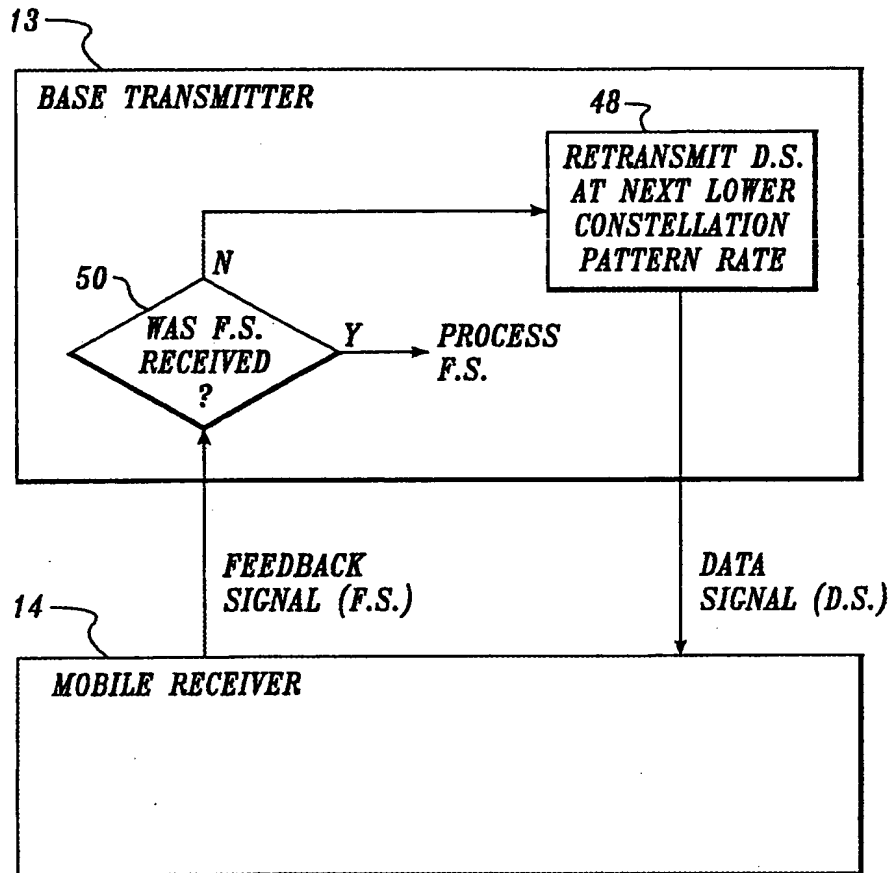 13
BASE TRANSMITTER
48
RETRANSMIT D.S.
AT NEXT LOWER
CONSTELLATION
PATTERN RATE
N
50
WAS F.S.
RECEIVED
?
Y
PROCESS
F.S.
FEEDBACK
SIGNAL (F.S.)
DATA
SIGNAL (D.S.)
14
MOBILE RECEIVER